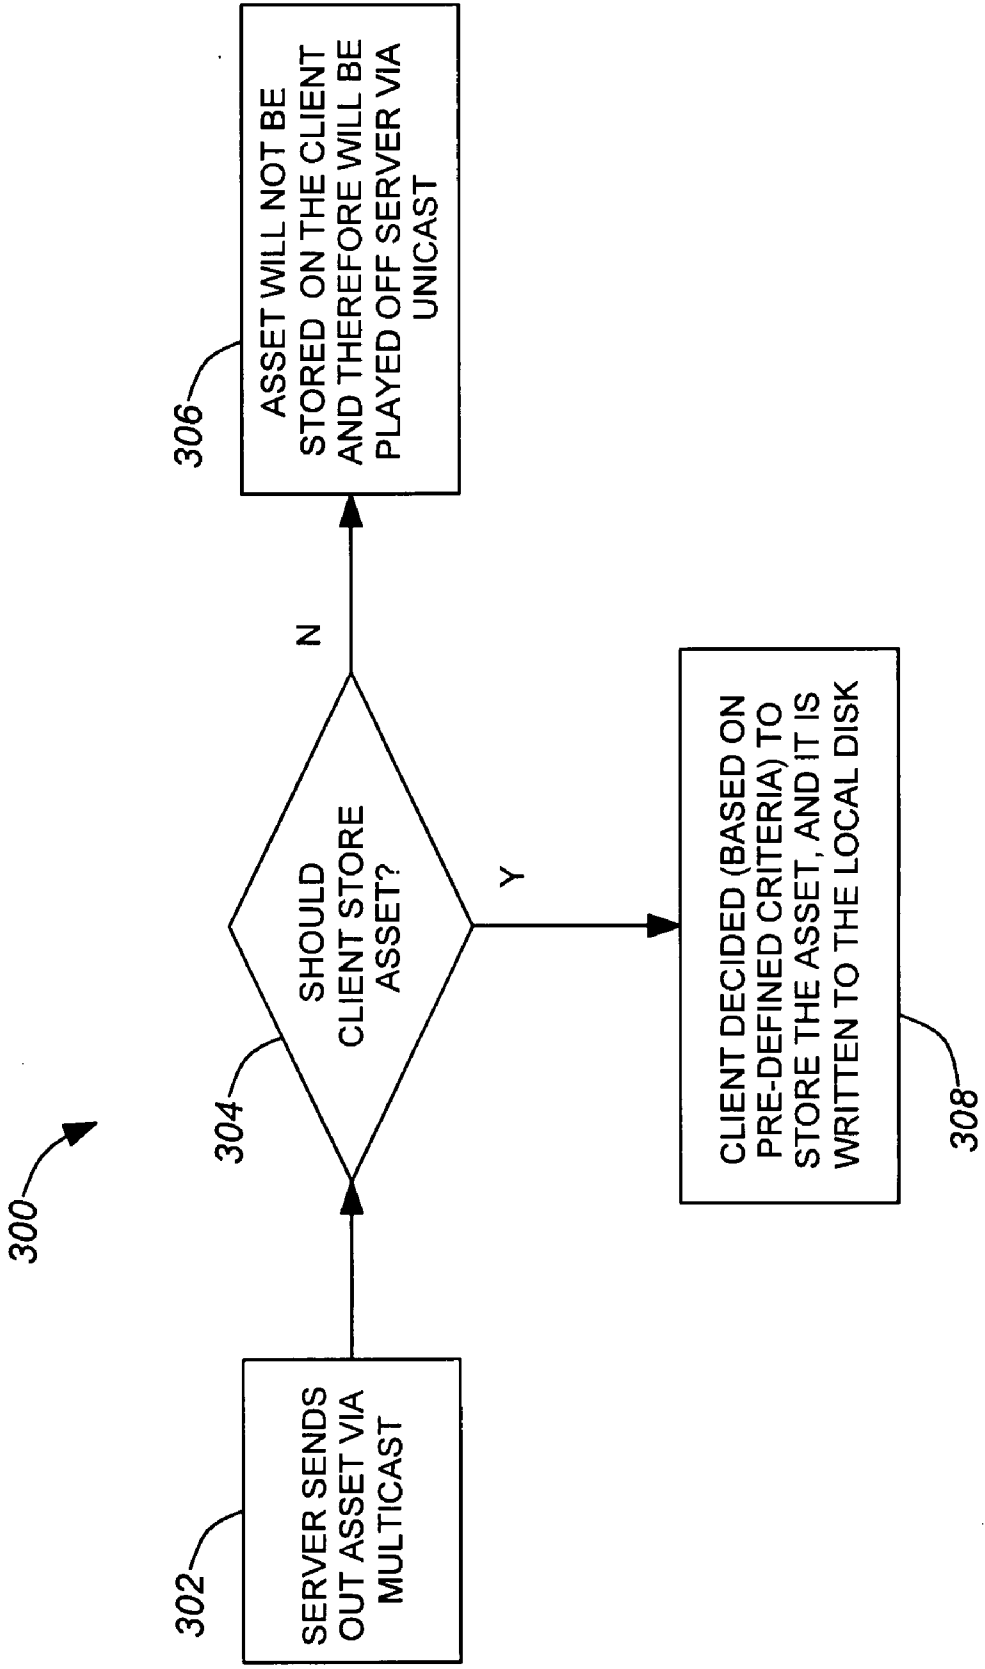 300
302
SERVER SENDS
OUT ASSET VIA
MULTICAST
304
SHOULD
CLIENT STORE
ASSET?
N
306
ASSET WILL NOT BE
STORED ON THE CLIENT
AND THEREFORE WILL BE
PLAYED OFF SERVER VIA
UNICAST
Y
CLIENT DECIDED (BASED ON
PRE-DEFINED CRITERIA) TO
STORE THE ASSET, AND IT IS
WRITTEN TO THE LOCAL DISK
308